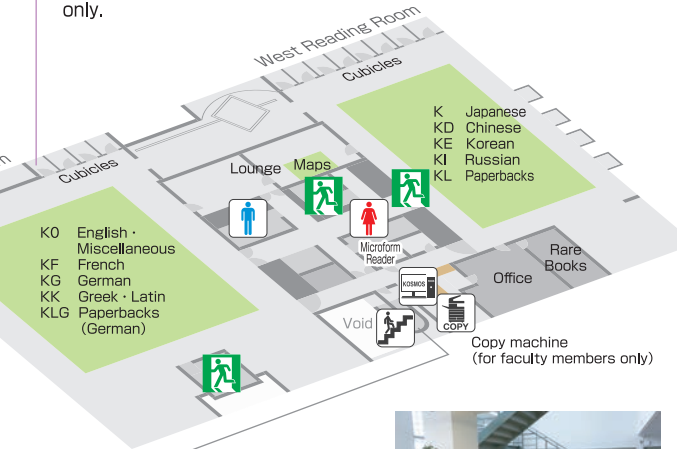 only.
West Reading Room
Cubicles
K Japanese
KD Chinese
KE Korean
KI Russian
KL Paperbacks
Lounge
Maps
Cubicles
K0 English・
Miscellaneous
KF French
KG German
KK Greek・Latin
KLG Paperbacks
(German)
Microform
Reader
KOSMOS
Rare
Books
Office
Void
COPY
Copy machine
(for faculty members only)